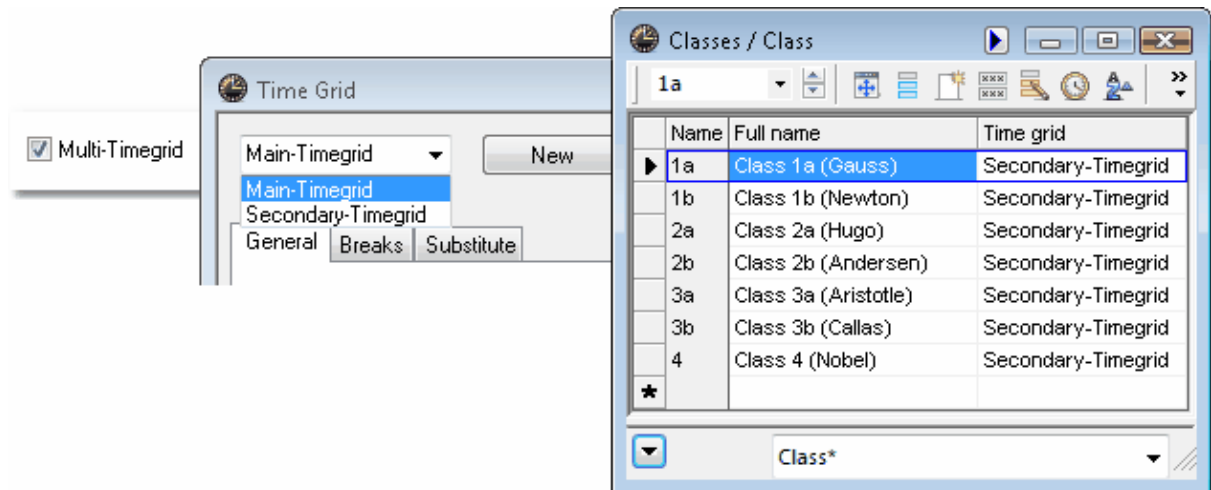 Multi-Timegrid
Time Grid
Main-Timegrid New
Main-Timegrid
Secondary-Timegrid
General Breaks Substitute
Classes / Class
1a
Name Full name Time grid
1a Class 1a (Gauss) Secondary-Timegrid
1b Class 1b (Newton) Secondary-Timegrid
2a Class 2a (Hugo) Secondary-Timegrid
2b Class 2b (Andersen) Secondary-Timegrid
3a Class 3a (Aristotle) Secondary-Timegrid
3b Class 3b (Callas) Secondary-Timegrid
4 Class 4 (Nobel) Secondary-Timegrid
Class*